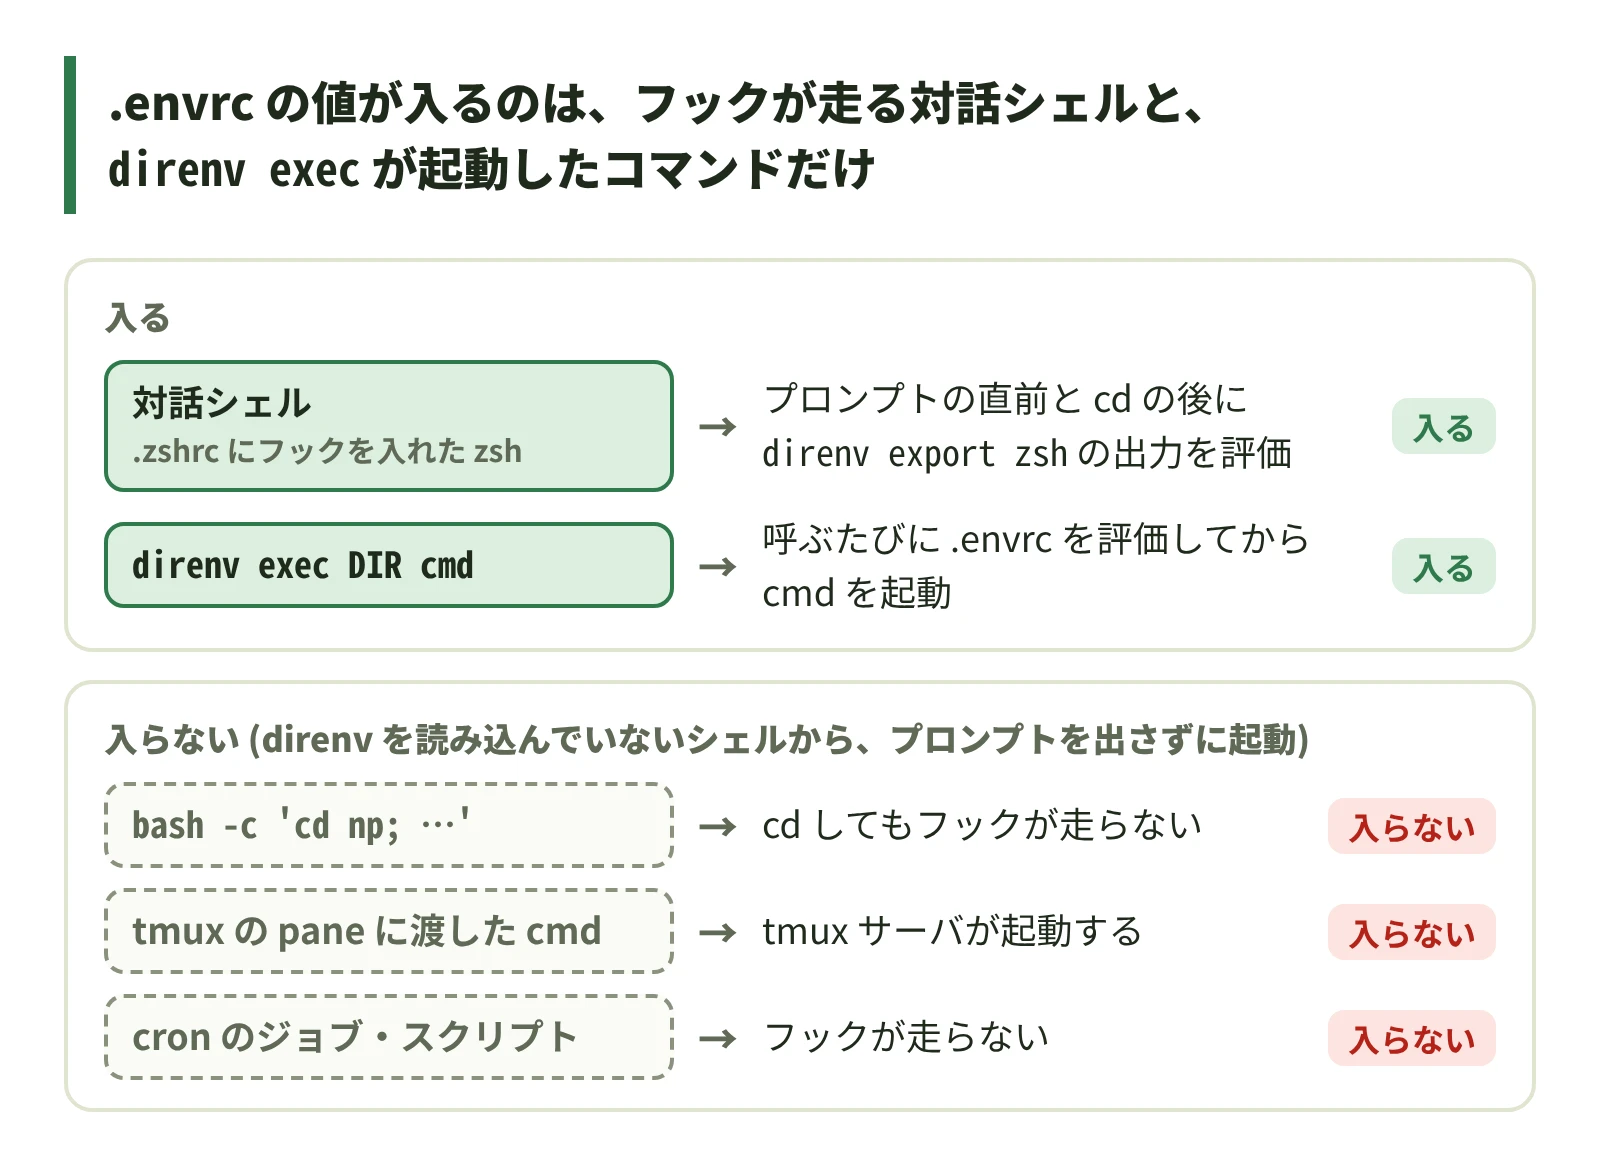 .envrc の値が入るのは、フックが走る対話シェルと、
direnv exec が起動したコマンドだけ
入る
対話シェル
.zshrc にフックを入れた zsh
→
プロンプトの直前と cd の後に
direnv export zsh の出力を評価
入る
direnv exec DIR cmd
→
呼ぶたびに .envrc を評価してから
cmd を起動
入る
入らない (direnv を読み込んでいないシェルから、プロンプトを出さずに起動)
bash -c 'cd np; …'
→
cd してもフックが走らない
入らない
tmux の pane に渡した cmd
→
tmux サーバが起動する
入らない
cron のジョブ・スクリプト
→
フックが走らない
入らない